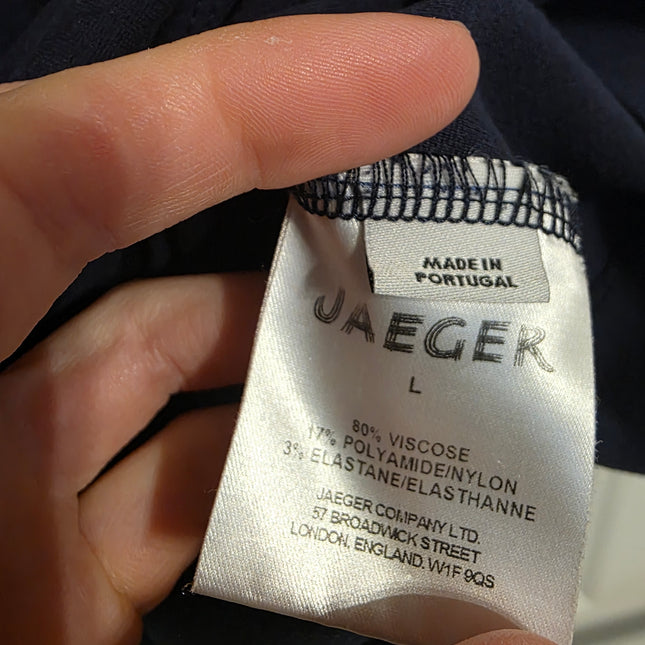 MADE IN
PORTUGAL
JAEGER
L
80% VISCOSE
17% POLYAMIDE/NYLON
3% ELASTANE/ELASTHANNE
JAEGER COMPANY LTD.
57 BROADWICK STREET
LONDON, ENGLAND, W1F 9QS